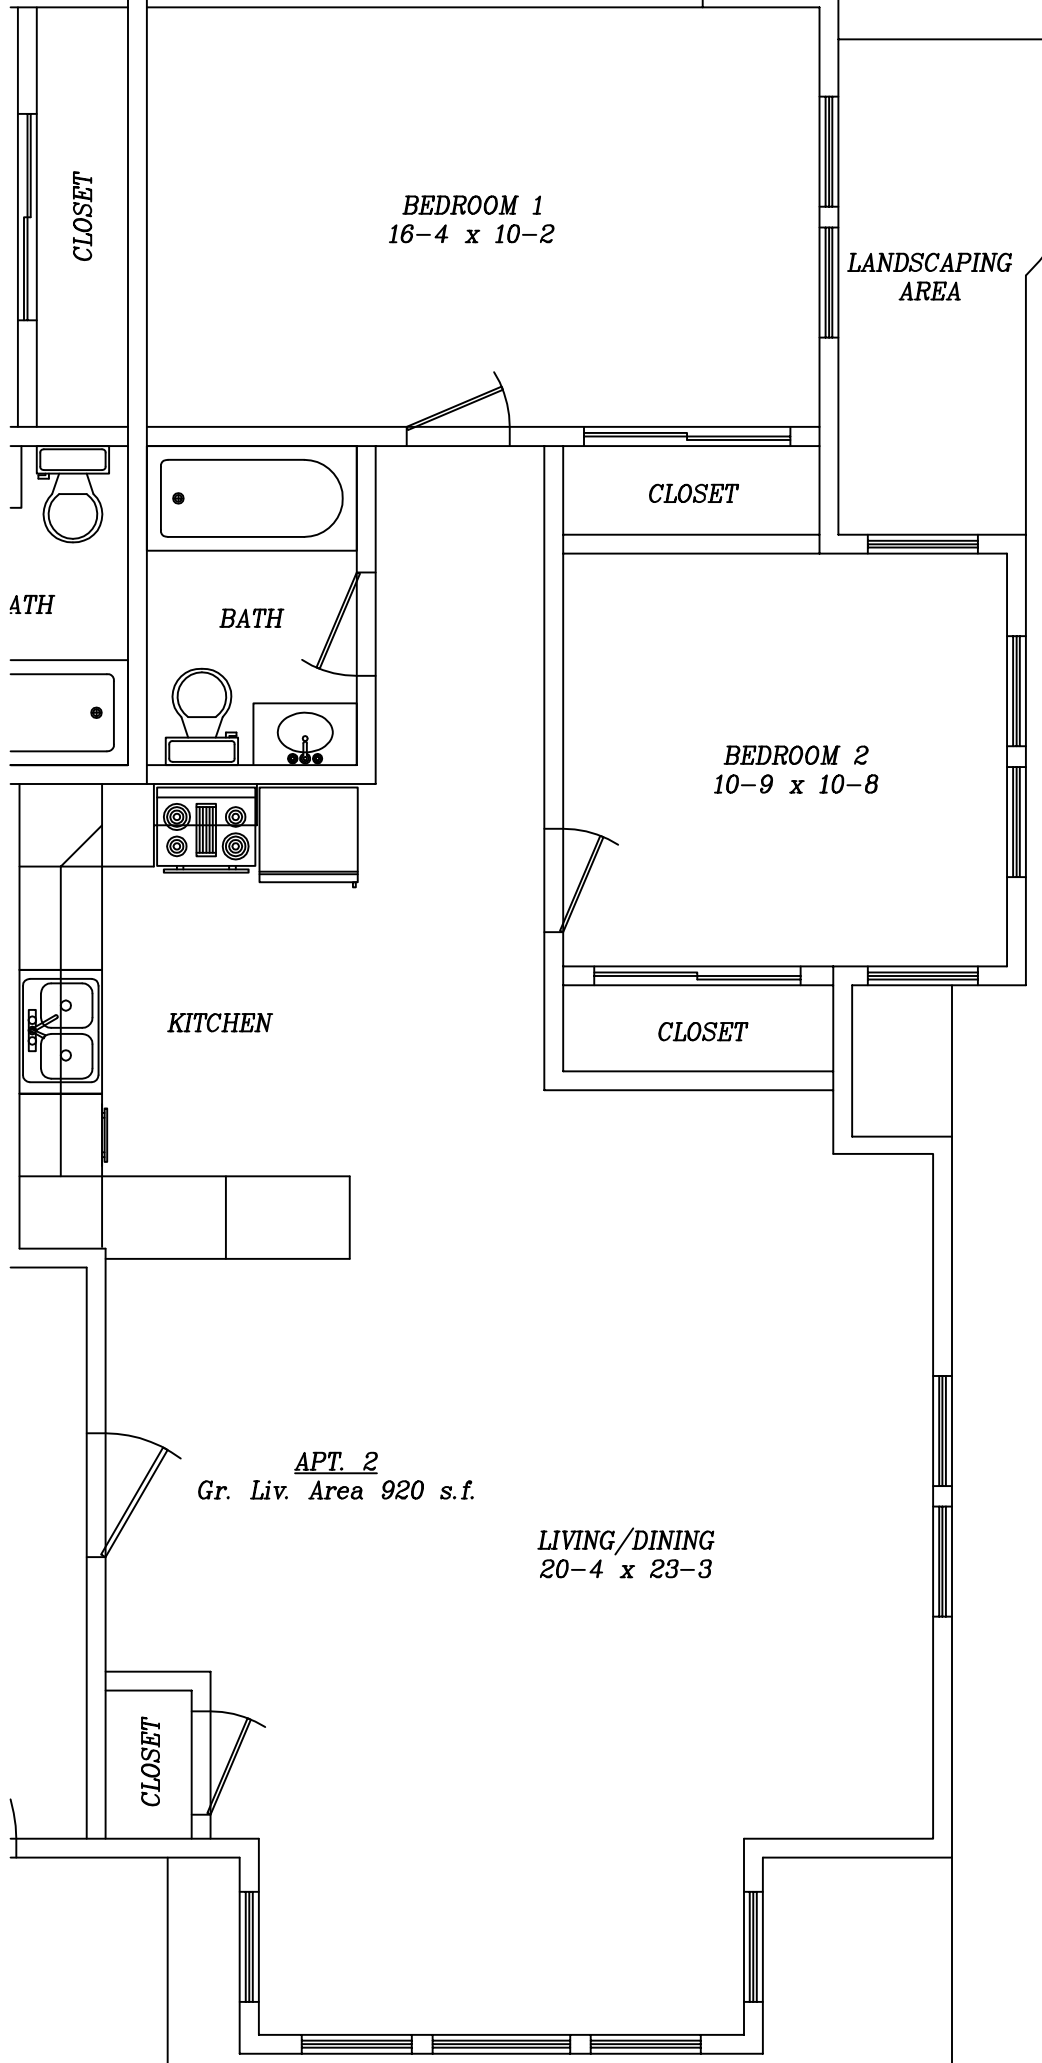 CLOSET
BEDROOM 1
16-4 x 10-2
LANDSCAPING
AREA
CLOSET
ATH
BATH
BEDROOM 2
10-9 x 10-8
KITCHEN
CLOSET
APT. 2
Gr. Liv. Area 920 s.f.
LIVING/DINING
20-4 x 23-3
CLOSET